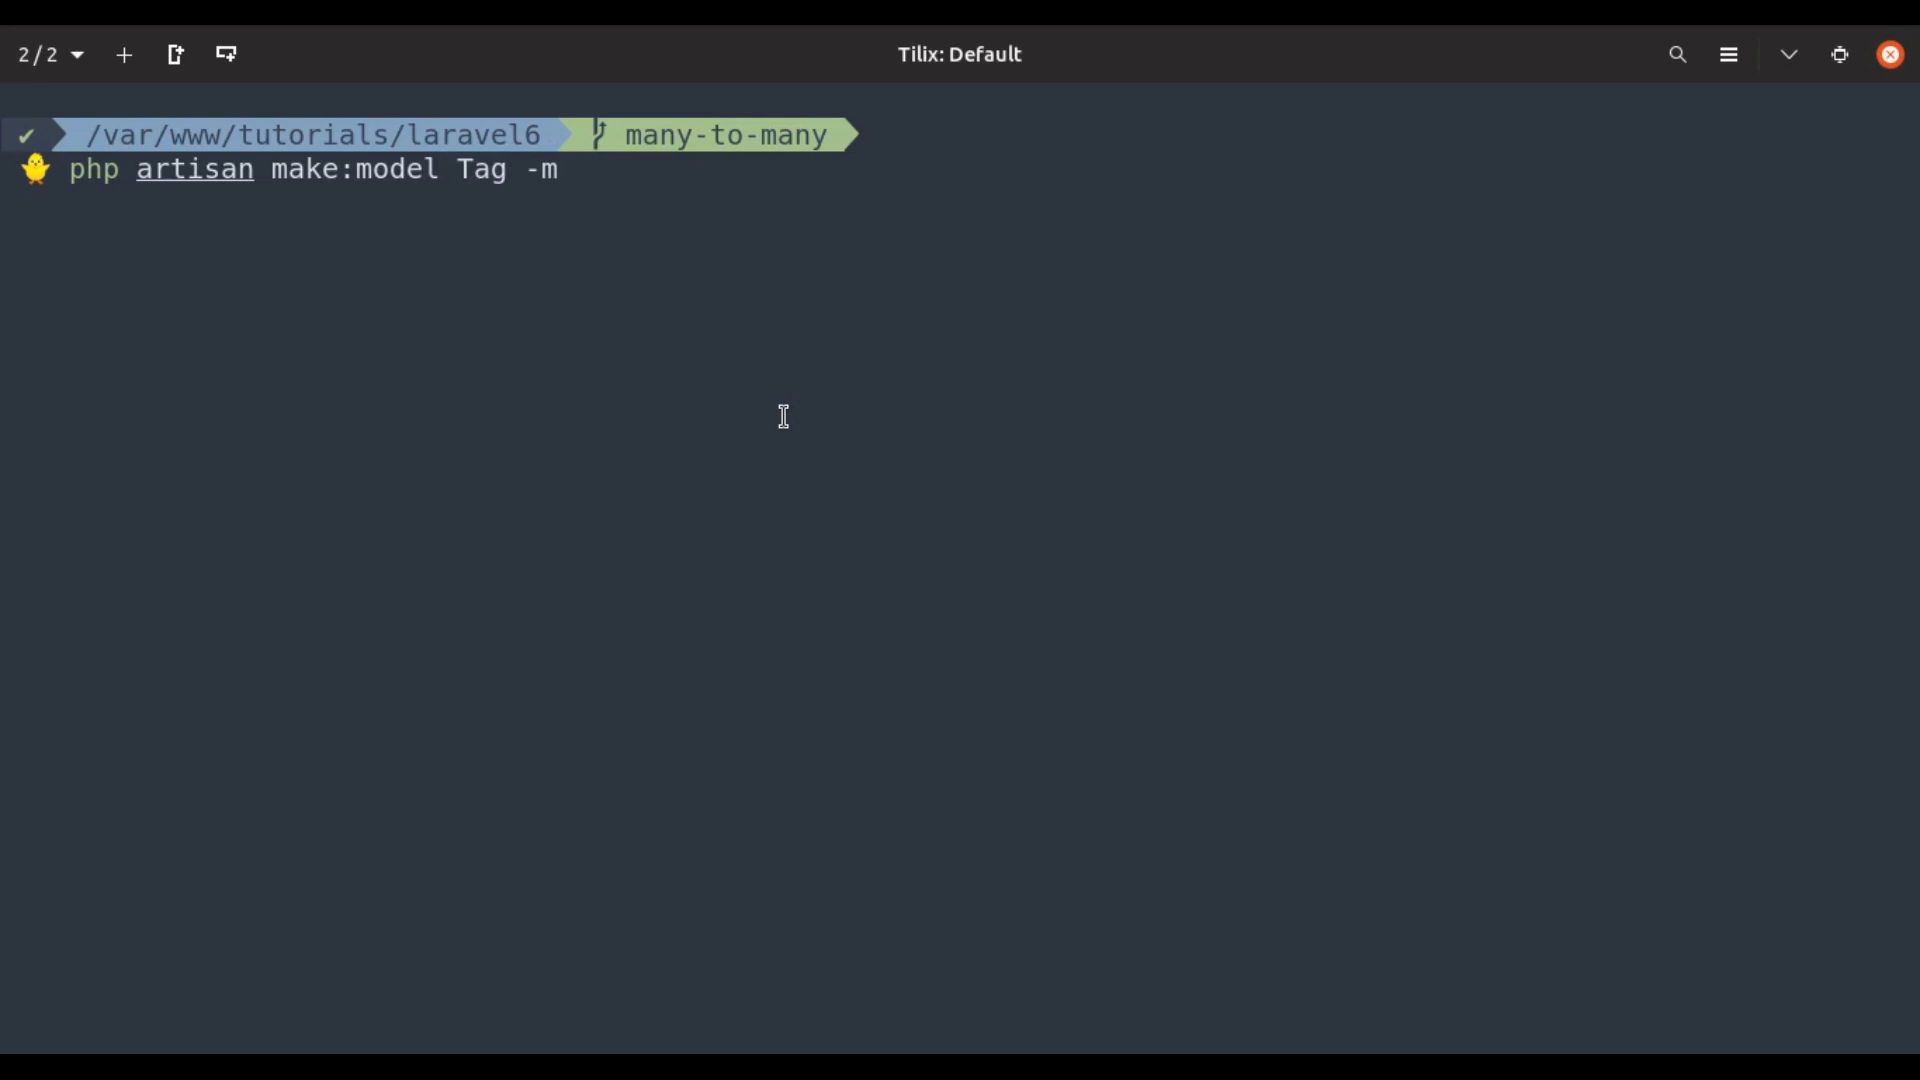 2 / 2
Tilix: Default
✔ /var/www/tutorials/laravel6 many-to-many
🐥 php artisan make:model Tag -m